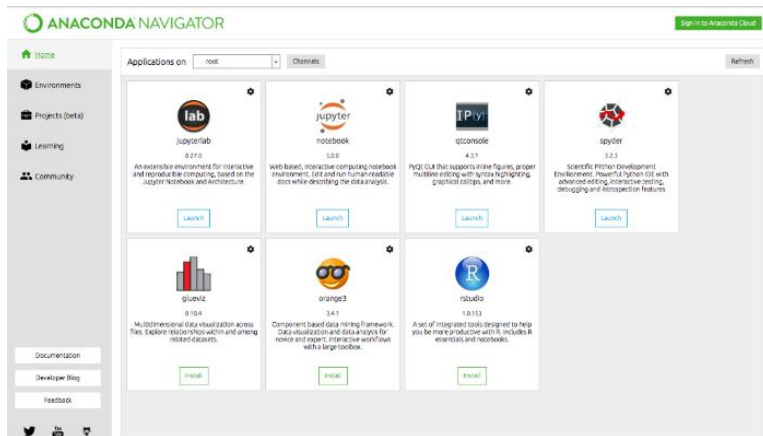 ANACONDA NAVIGATOR
Sign in to Anaconda Cloud
Home
Environments
Projects (beta)
Learning
Community
Documentation
Developer Blog
Feedback
You
Applications on root Channels
Refresh
lab
jupyterlab
0.27.0
An extensible environment for interactive
and reproducible computing, based on the
Jupyter Notebook and Architecture.
Launch
jupyter
notebook
5.0.0
Web-based, interactive computing notebook
environment. Edit and run human-readable
docs while describing the data analysis.
Launch
IP[y]:
qtconsole
4.3.1
PyQt GUI that supports inline figures, proper
multiline editing with syntax highlighting,
graphical calltips, and more.
Launch
spyder
3.2.3
Scientific PYthon Development
EnviRonment. Powerful Python IDE with
advanced editing, interactive testing,
debugging and introspection features
Launch
glueviz
0.10.4
Multidimensional data visualization across
files. Explore relationships within and among
related datasets.
Install
orange3
3.4.1
Component based data mining framework.
Data visualization and data analysis for
novice and expert. Interactive workflows
with a large toolbox.
Install
R
rstudio
1.0.153
A set of integrated tools designed to help
you be more productive with R. Includes R
essentials and notebooks.
Install